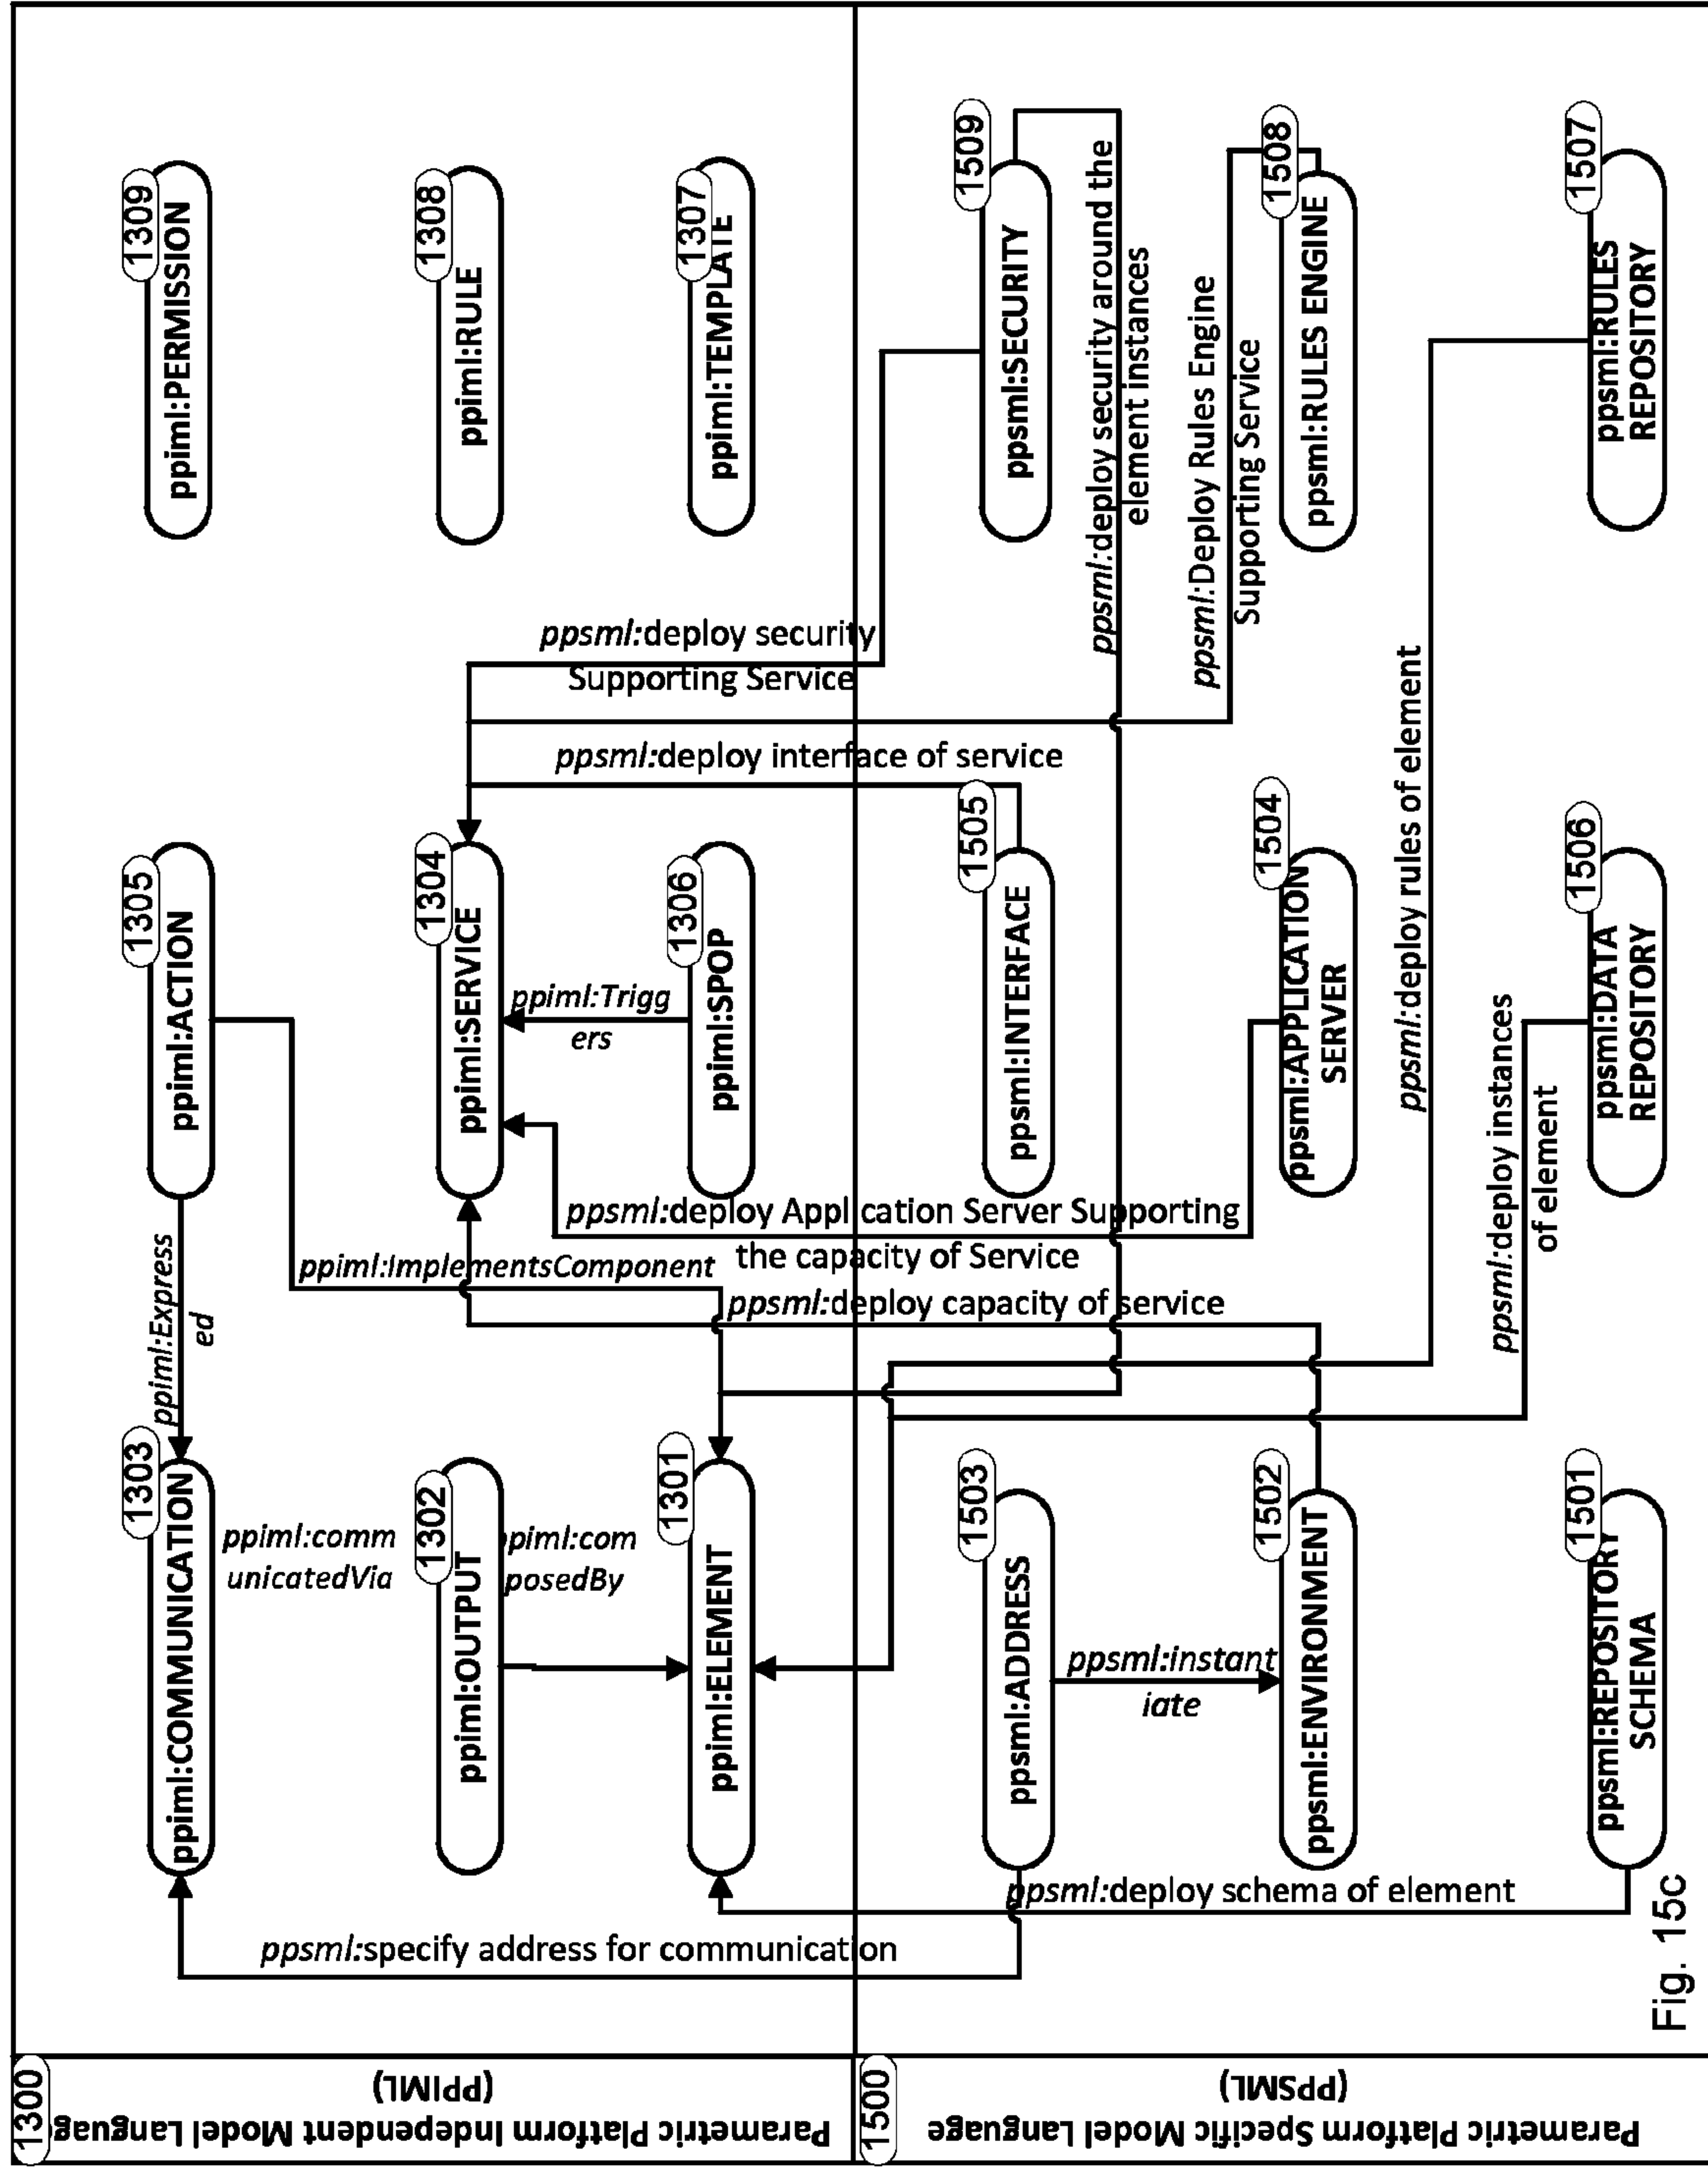 1300
Parametric Platform Independent Model Languag
(PPIML)
1303
ppiml:COMMUNICATION
ppiml:Express
ed
1305
ppiml:ACTION
1309
ppiml:PERMISSION
ppiml:comm
unicatedVia
ppiml:ImplementsComponent
1302
ppiml:OUTPUT
1304
ppiml:SERVICE
1308
ppiml:RULE
piml:com
posedBy
ppiml:Trigg
ers
ppsml:deploy security
Supporting Service
1301
ppiml:ELEMENT
1306
ppiml:SPOP
1307
ppiml:TEMPLATE
ppsml:specify address for communication
ppsml:deploy interface of service
ppsml:deploy Application Server Supporting
the capacity of Service
ppsml:deploy capacity of service
1500
Parametric Platform Specific Model Language
(PPSML)
1503
ppsml:ADDRESS
1505
ppsml:INTERFACE
1509
ppsml:SECURITY
ppsml:deploy schema of element
ppsml:instant
iate
ppsml:deploy security around the
element instances
ppsml:Deploy Rules Engine
Supporting Service
1502
ppsml:ENVIRONMENT
1504
ppsml:APPLICATION
SERVER
1508
ppsml:RULES ENGINE
ppsml:deploy rules of element
ppsml:deploy instances
of element
1501
ppsml:REPOSITORY
SCHEMA
1506
ppsml:DATA
REPOSITORY
1507
ppsml:RULES
REPOSITORY
Fig. 15c